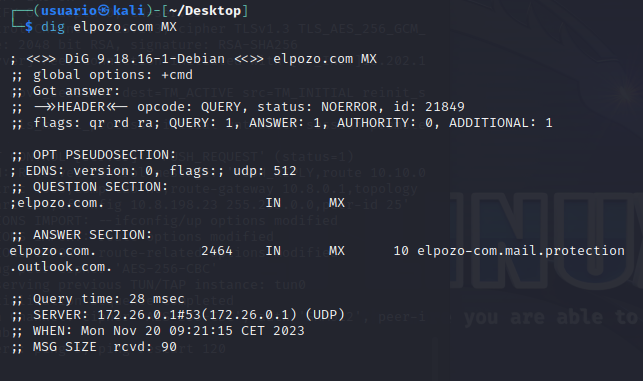 ┌──(usuario㉿kali)-[~/Desktop]
└─$ dig elpozo.com MX

; <<>> DiG 9.18.16-1-Debian <<>> elpozo.com MX
;; global options: +cmd
;; Got answer:
;; ->>HEADER<<- opcode: QUERY, status: NOERROR, id: 21849
;; flags: qr rd ra; QUERY: 1, ANSWER: 1, AUTHORITY: 0, ADDITIONAL: 1

;; OPT PSEUDOSECTION:
; EDNS: version: 0, flags:; udp: 512
;; QUESTION SECTION:
;elpozo.com. IN MX

;; ANSWER SECTION:
elpozo.com. 2464 IN MX 10 elpozo-com.mail.protection
.outlook.com.

;; Query time: 28 msec
;; SERVER: 172.26.0.1#53(172.26.0.1) (UDP)
;; WHEN: Mon Nov 20 09:21:15 CET 2023
;; MSG SIZE rcvd: 90
you are able to